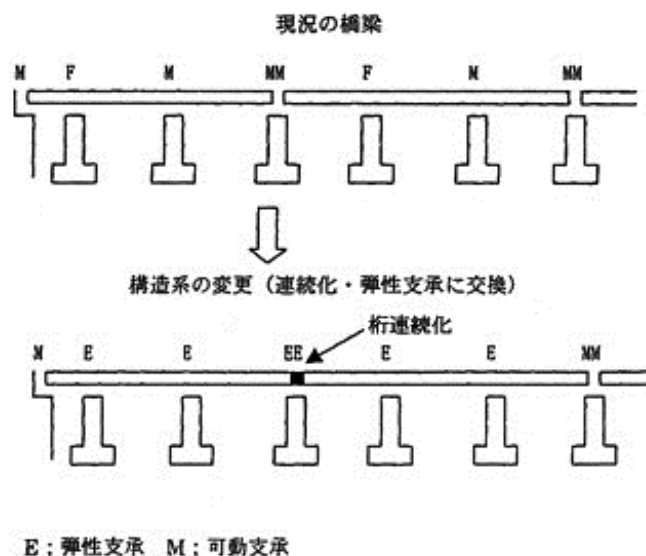 現況の橋梁
M F M MM F M MM
構造系の変更（連続化・弾性支承に交換）
桁連続化
M E E EE E E MM
E；弾性支承 M；可動支承